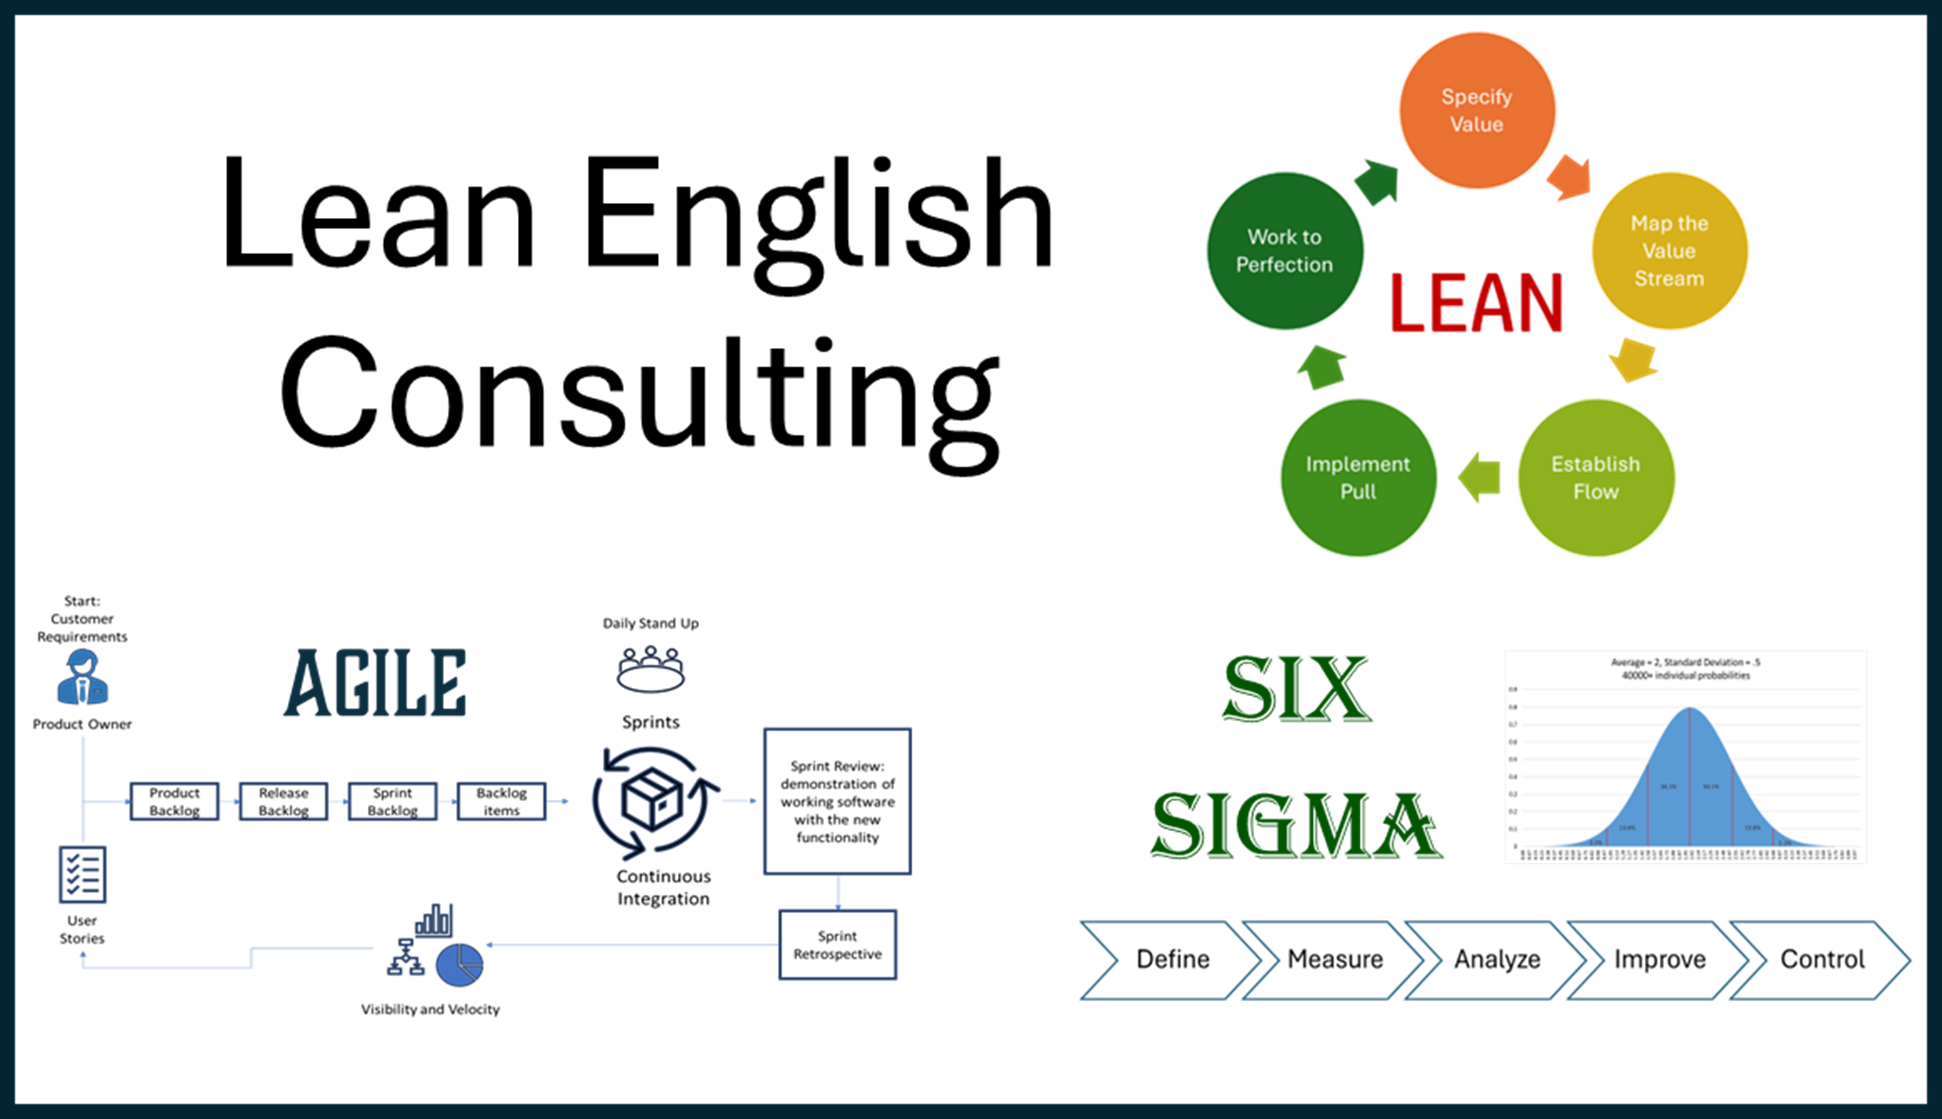 Lean English
Consulting
Specify
Value
Map the
Value
Stream
Establish
Flow
Implement
Pull
Work to
Perfection
LEAN
Start:
Customer
Requirements
Product Owner
AGILE
Daily Stand Up
Sprints
Product
Backlog
Release
Backlog
Sprint
Backlog
Backlog
items
Continuous
Integration
Sprint Review:
demonstration of
working software
with the new
functionality
Sprint
Retrospective
Visibility and Velocity
User
Stories
SIX
SIGMA
Average = 2, Standard Deviation = .5
40000+ individual probabilities
Define
Measure
Analyze
Improve
Control